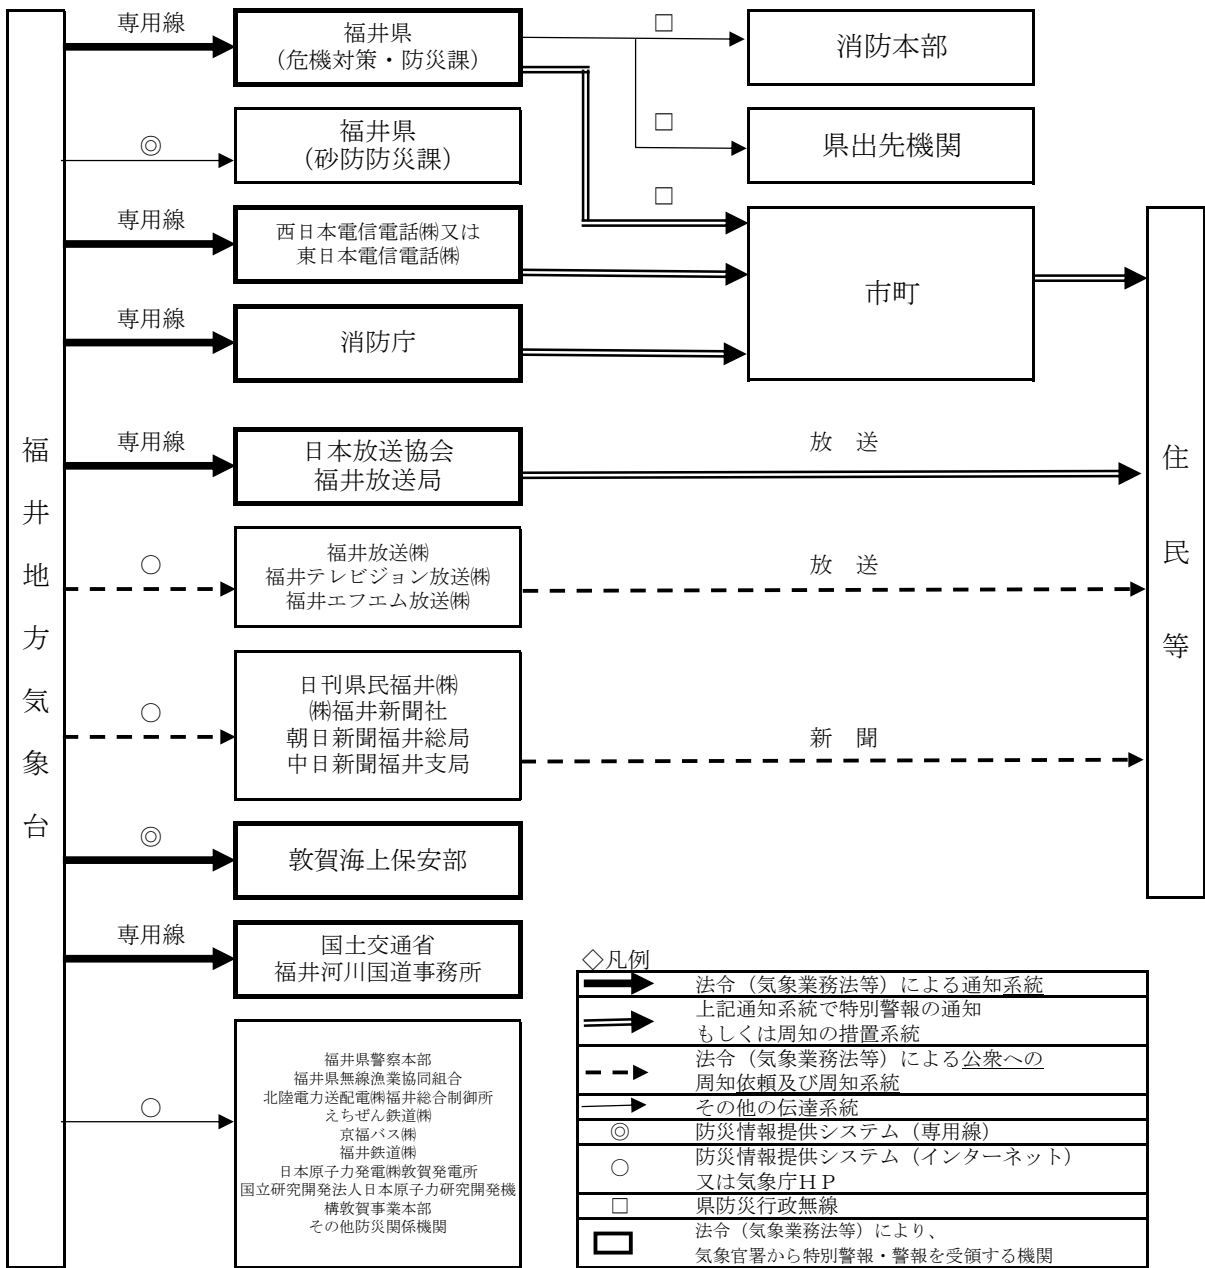 福井地方気象台
専用線
福井県
（危機対策・防災課）
□
消防本部
◎
福井県
（砂防防災課）
□
県出先機関
□
専用線
西日本電信電話㈱又は
東日本電信電話㈱
市町
専用線
消防庁
専用線
日本放送協会
福井放送局
放　送
住民等
○
福井放送㈱
福井テレビジョン放送㈱
福井エフエム放送㈱
放　送
○
日刊県民福井㈱
㈱福井新聞社
朝日新聞福井総局
中日新聞福井支局
新　聞
◎
敦賀海上保安部
専用線
国土交通省
福井河川国道事務所
○
福井県警察本部
福井県無線漁業協同組合
北陸電力送配電㈱福井総合制御所
えちぜん鉄道㈱
京福バス㈱
福井鉄道㈱
日本原子力発電㈱敦賀発電所
国立研究開発法人日本原子力研究開発機
構敦賀事業本部
その他防災関係機関
◇凡例
法令（気象業務法等）による通知系統
上記通知系統で特別警報の通知
もしくは周知の措置系統
法令（気象業務法等）による公衆への
周知依頼及び周知系統
その他の伝達系統
◎ 防災情報提供システム（専用線）
○ 防災情報提供システム（インターネット）
又は気象庁ＨＰ
□ 県防災行政無線
法令（気象業務法等）により、
気象官署から特別警報・警報を受領する機関